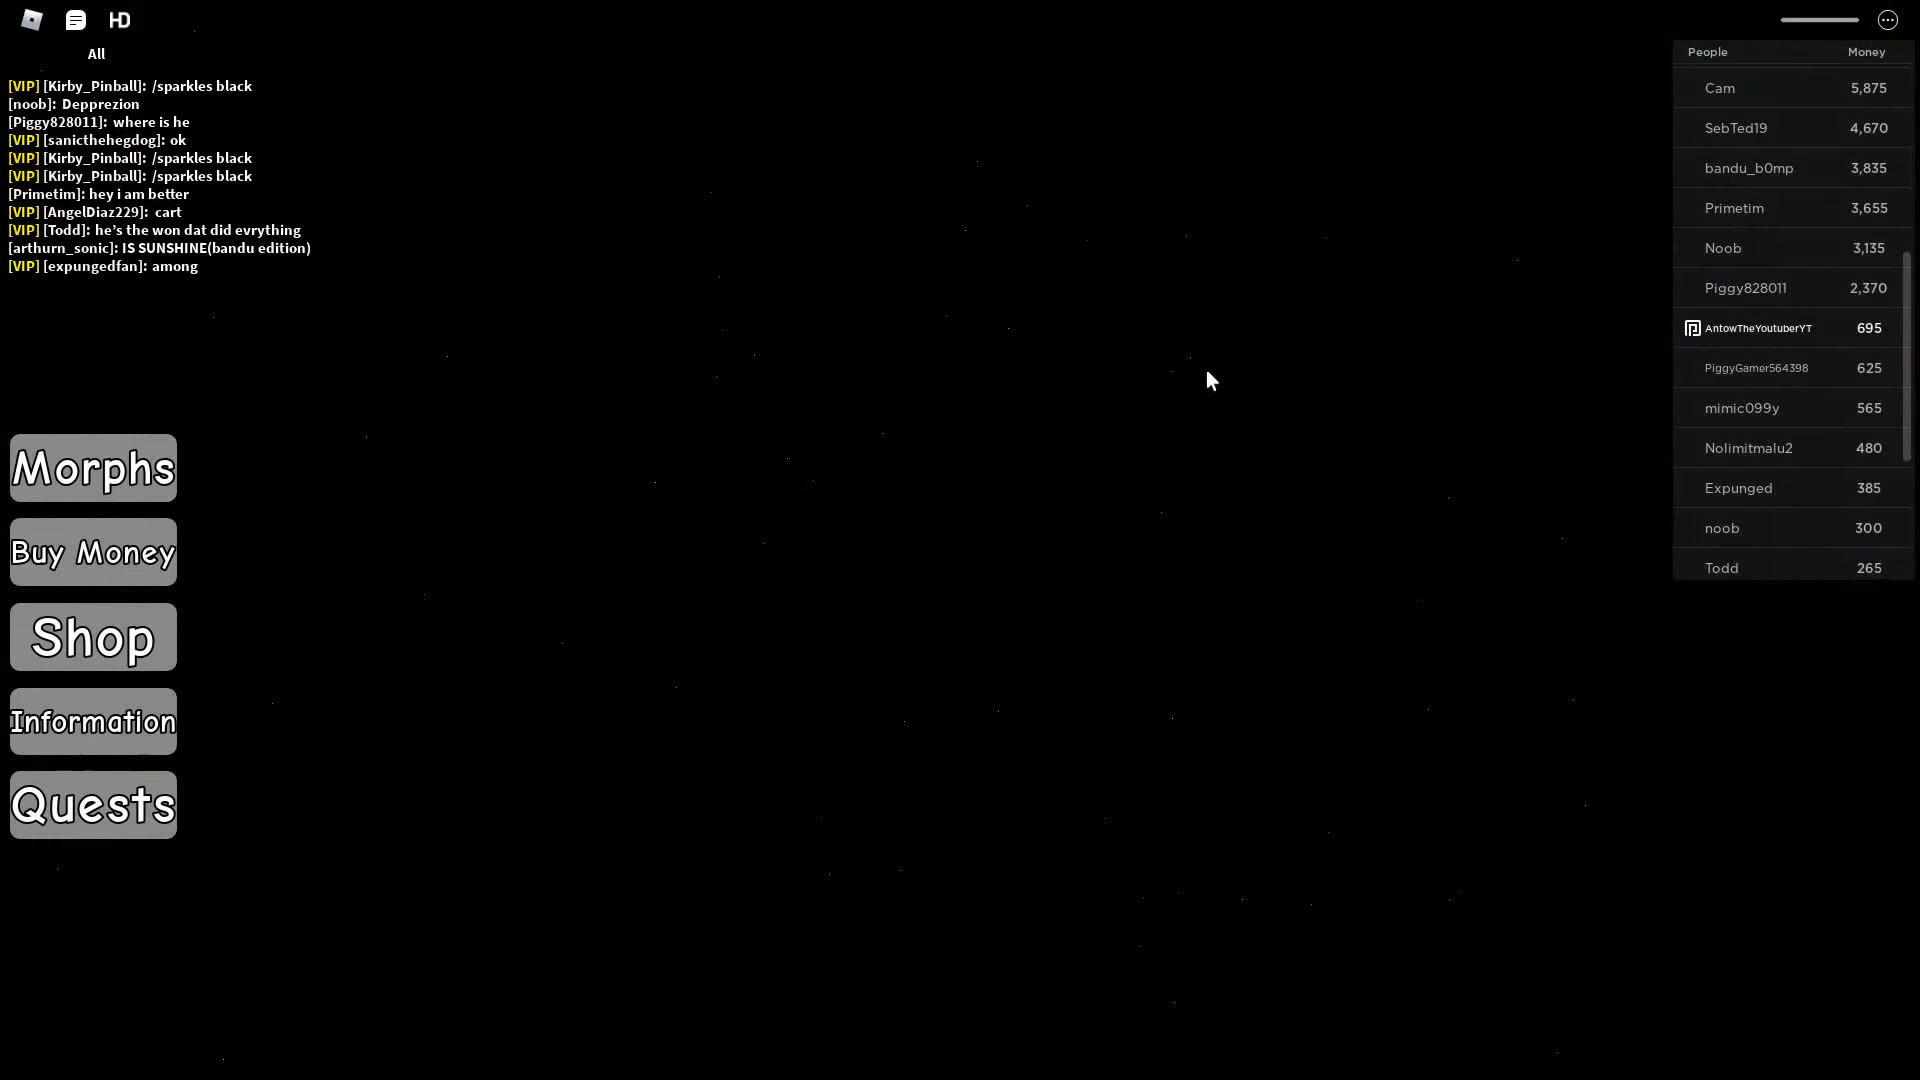 HD
All
[VIP] [Kirby_Pinball]: /sparkles black
[noob]: Depprezion
[Piggy828011]: where is he
[VIP] [sanicthehegdog]: ok
[VIP] [Kirby_Pinball]: /sparkles black
[VIP] [Kirby_Pinball]: /sparkles black
[Primetim]: hey i am better
[VIP] [AngelDiaz229]: cart
[VIP] [Todd]: he's the won dat did evrything
[arthurn_sonic]: IS SUNSHINE(bandu edition)
[VIP] [expungedfan]: among
Morphs
Buy Money
Shop
Information
Quests
People Money
Cam 5,875
SebTed19 4,670
bandu_b0mp 3,835
Primetim 3,655
Noob 3,135
Piggy828011 2,370
AntowTheYoutuberYT 695
PiggyGamer564398 625
mimic099y 565
Nolimitmalu2 480
Expunged 385
noob 300
Todd 265